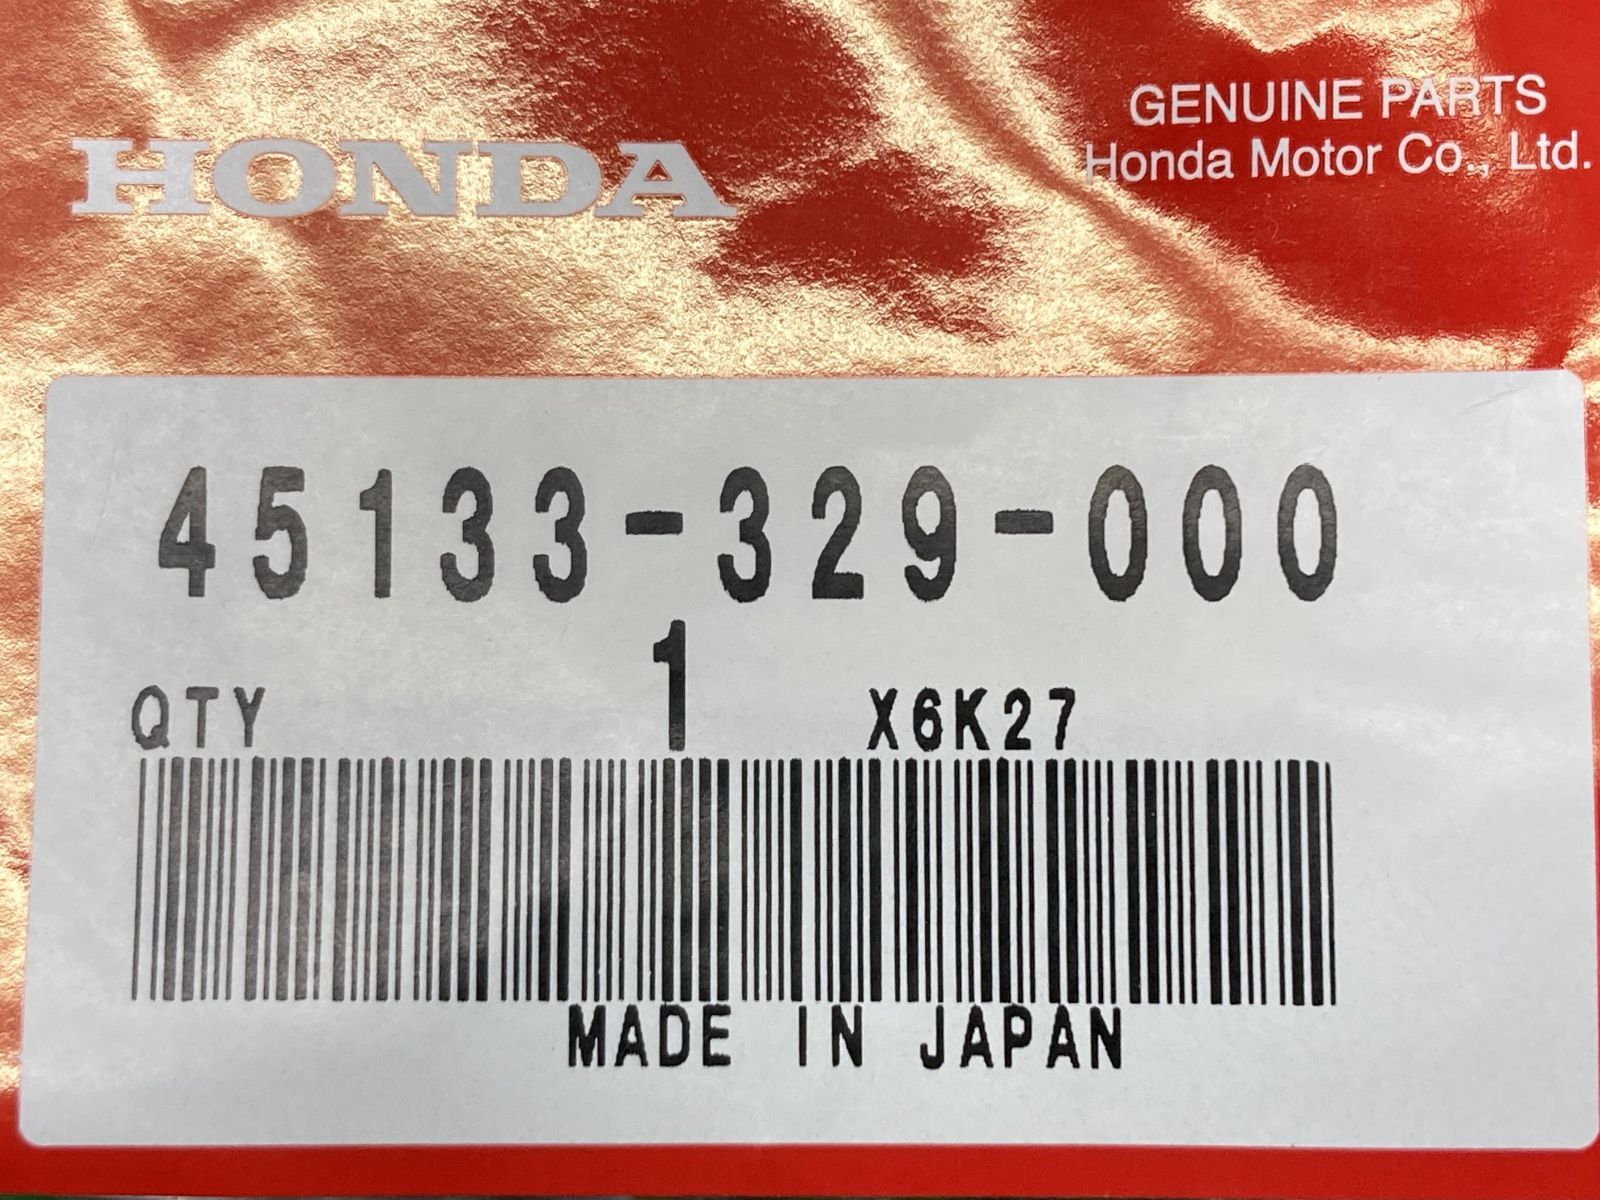 HONDA
GENUINE PARTS
Honda Motor Co., Ltd.
45133-329-000
QTY 1 X6K27
MADE IN JAPAN